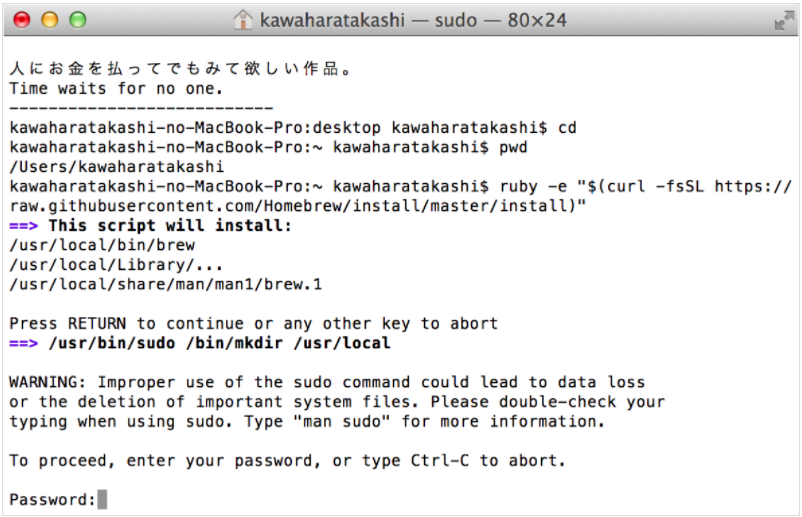 kawaharatakashi — sudo — 80×24
人にお金を払ってでもみて欲しい作品。
Time waits for no one.
---------------------------
kawaharatakashi-no-MacBook-Pro:desktop kawaharatakashi$ cd
kawaharatakashi-no-MacBook-Pro:~ kawaharatakashi$ pwd
/Users/kawaharatakashi
kawaharatakashi-no-MacBook-Pro:~ kawaharatakashi$ ruby -e "$(curl -fsSL https://
raw.githubusercontent.com/Homebrew/install/master/install)"
==> This script will install:
/usr/local/bin/brew
/usr/local/Library/...
/usr/local/share/man/man1/brew.1
Press RETURN to continue or any other key to abort
==> /usr/bin/sudo /bin/mkdir /usr/local
WARNING: Improper use of the sudo command could lead to data loss
or the deletion of important system files. Please double-check your
typing when using sudo. Type "man sudo" for more information.
To proceed, enter your password, or type Ctrl-C to abort.
Password: